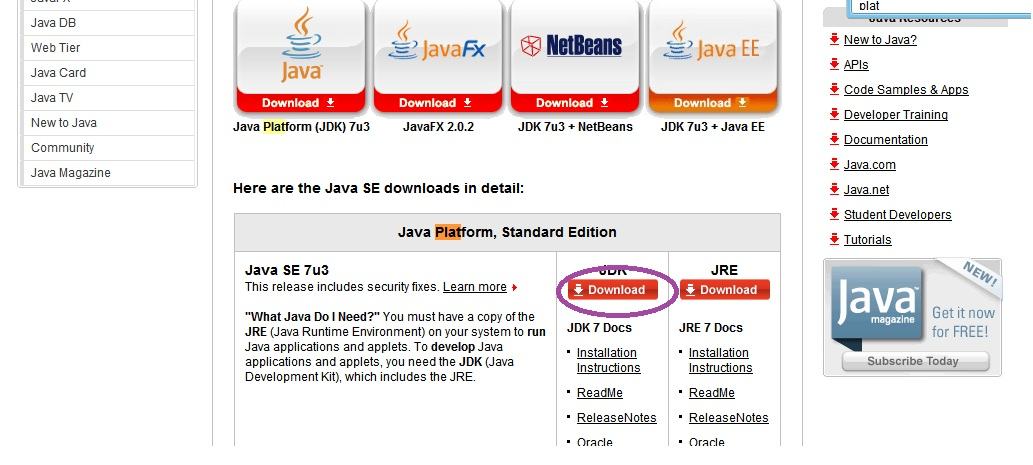 JavaFX
Java DB
Web Tier
Java Card
Java TV
New to Java
Community
Java Magazine
Java
JavaFX
NetBeans
Java EE
Download
Download
Download
Download
Java Platform (JDK) 7u3
JavaFX 2.0.2
JDK 7u3 + NetBeans
JDK 7u3 + Java EE
Here are the Java SE downloads in detail:
Java Platform, Standard Edition
Java SE 7u3
This release includes security fixes. Learn more
"What Java Do I Need?" You must have a copy of the
JRE (Java Runtime Environment) on your system to run
Java applications and applets. To develop Java
applications and applets, you need the JDK (Java
Development Kit), which includes the JRE.
JDK
Download
JDK 7 Docs
Installation
Instructions
ReadMe
ReleaseNotes
Oracle
JRE
Download
JRE 7 Docs
Installation
Instructions
ReadMe
ReleaseNotes
Oracle
plat
Java Resources
New to Java?
APIs
Code Samples & Apps
Developer Training
Documentation
Java.com
Java.net
Student Developers
Tutorials
NEW!
Java
magazine
Get it now
for FREE!
Subscribe Today